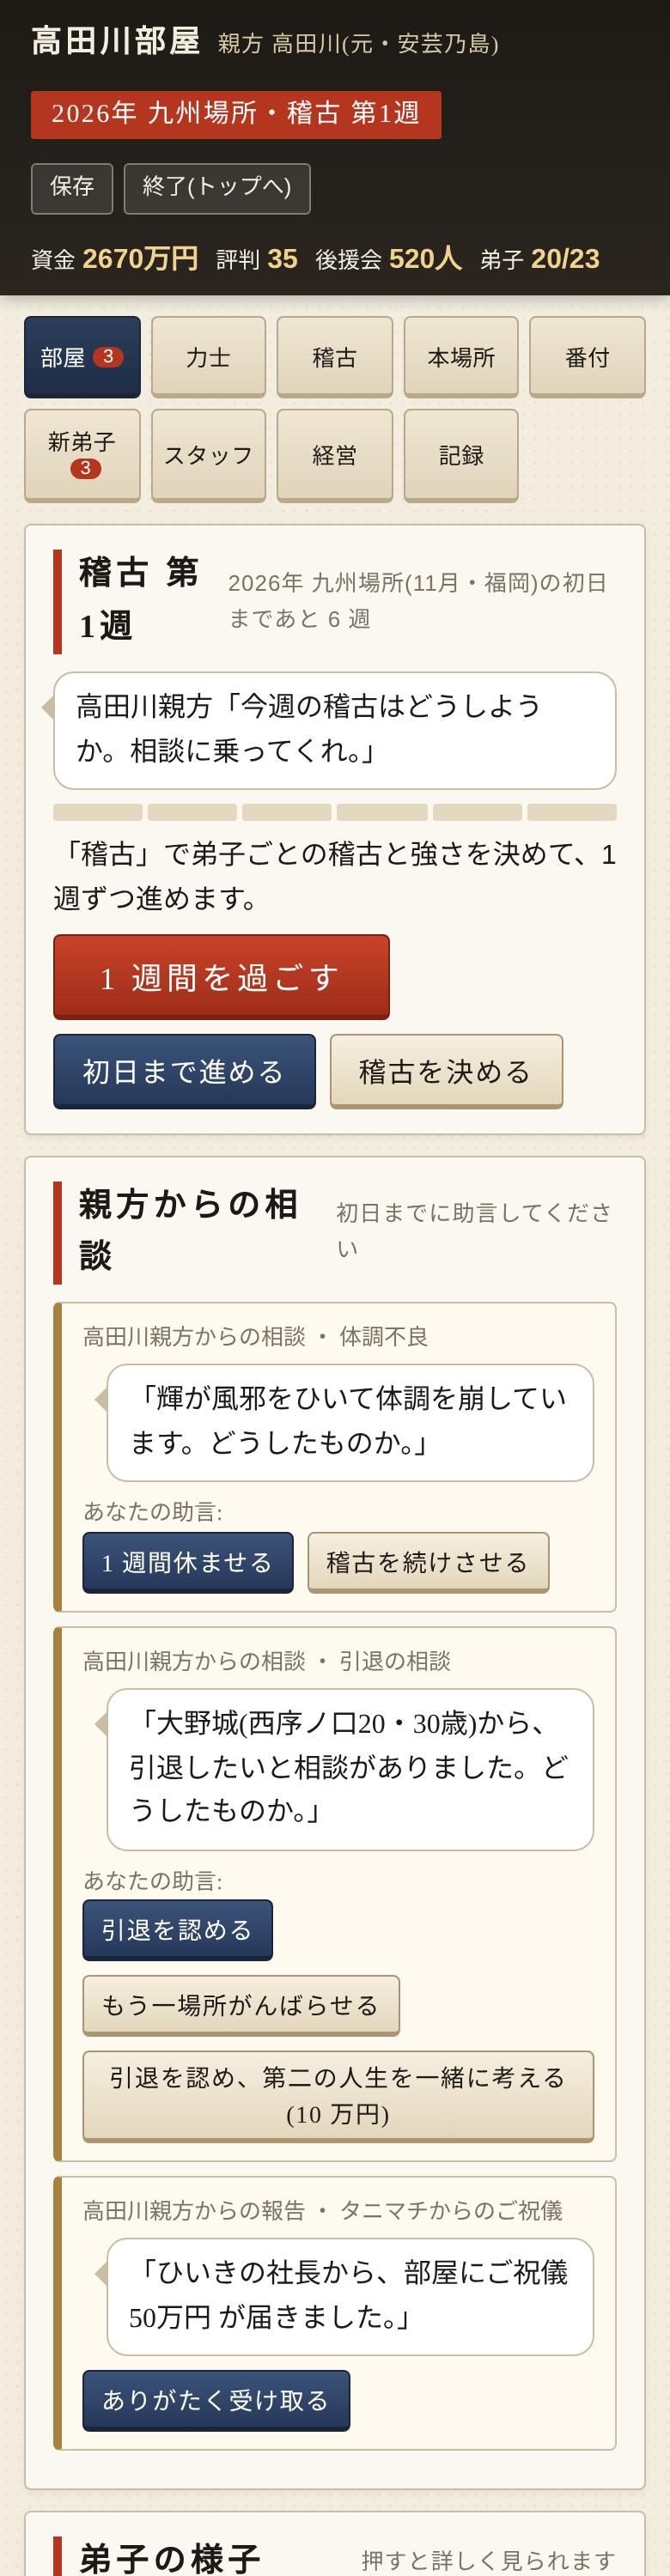 高田川部屋 親方 高田川(元・安芸乃島)
2026年 九州場所・稽古 第1週
保存 終了(トップへ)
資金 2670万円 評判 35 後援会 520人 弟子 20/23
部屋 3 力士 稽古 本場所 番付
新弟子 3 スタッフ 経営 記録
稽古 第
1週
2026年 九州場所(11月・福岡)の初日
まであと 6 週
高田川親方「今週の稽古はどうしよう
か。相談に乗ってくれ。」
「稽古」で弟子ごとの稽古と強さを決めて、1
週ずつ進めます。
1 週間を過ごす
初日まで進める 稽古を決める
親方からの相
談
初日までに助言してくださ
い
高田川親方からの相談 ・ 体調不良
「輝が風邪をひいて体調を崩してい
ます。どうしたものか。」
あなたの助言:
1 週間休ませる 稽古を続けさせる
高田川親方からの相談 ・ 引退の相談
「大野城(西序ノ口20・30歳)から、
引退したいと相談がありました。ど
うしたものか。」
あなたの助言:
引退を認める
もう一場所がんばらせる
引退を認め、第二の人生を一緒に考える
(10 万円)
高田川親方からの報告 ・ タニマチからのご祝儀
「ひいきの社長から、部屋にご祝儀
50万円 が届きました。」
ありがたく受け取る
弟子の様子 押すと詳しく見られます